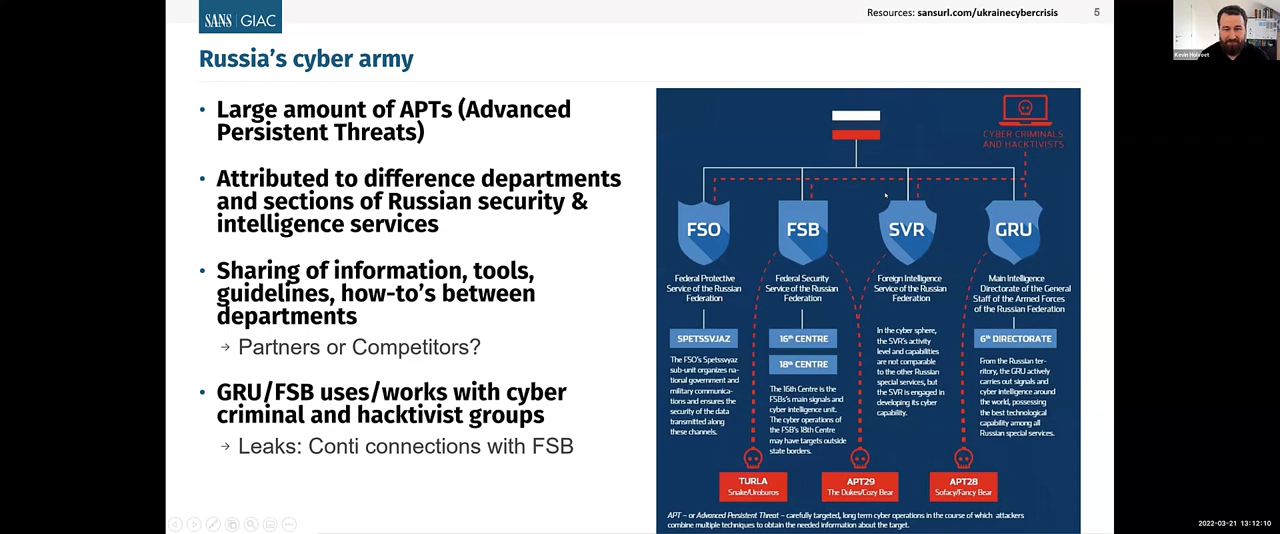 SANS | GIAC
Resources: sansurl.com/ukrainecybercrisis
5
Kevin Holvoet
Russia's cyber army
• Large amount of APTs (Advanced
Persistent Threats)
• Attributed to difference departments
and sections of Russian security &
intelligence services
• Sharing of information, tools,
guidelines, how-to's between
departments
→ Partners or Competitors?
• GRU/FSB uses/works with cyber
criminal and hacktivist groups
→ Leaks: Conti connections with FSB
CYBER CRIMINALS
AND HACKTIVISTS
FSO
Federal Protective
Service of the Russian
Federation
SPETSSVJAZ
The FSO's Spetssvyaz
sub-unit organizes na-
tional government and
military communica-
tions and ensures the
security of the data
transmitted along
these channels.
FSB
Federal Security
Service of the Russian
Federation
16th CENTRE
18th CENTRE
The 16th Centre is the
FSBs's main signals and
cyber intelligence unit.
The cyber operations of
the FSB's 18th Centre
may have targets outside
state borders.
SVR
Foreign Intelligence
Service of the Russian
Federation
In the cyber sphere,
the SVR's activity
level and capabilities
are not comparable
to the other Russian
special services, but
the SVR is engaged in
developing its cyber
capability.
GRU
Main Intelligence
Directorate of the General
Staff of the Armed Forces
of the Russian Federation
6th DIRECTORATE
From the Russian ter-
ritory, the GRU actively
carries out signals and
cyber intelligence around
the world, possessing
the best technological
capability among all
Russian special services.
TURLA
Snake/Uroburos
APT29
The Dukes/Cozy Bear
APT28
Sofacy/Fancy Bear
APT – or Advanced Persistent Threat – carefully targeted, long term cyber operations in the course of which attackers
combine multiple techniques to obtain the needed information about the target.
2022-03-21 13:12:10